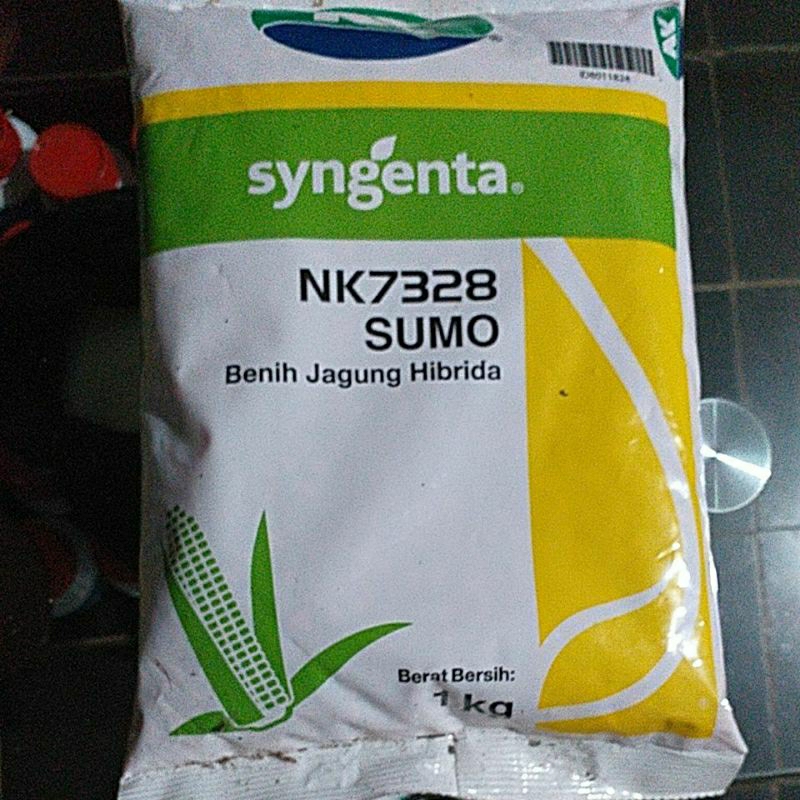 syngenta®
NK7328
SUMO
Benih Jagung Hibrida
Berat Bersih:
1 kg